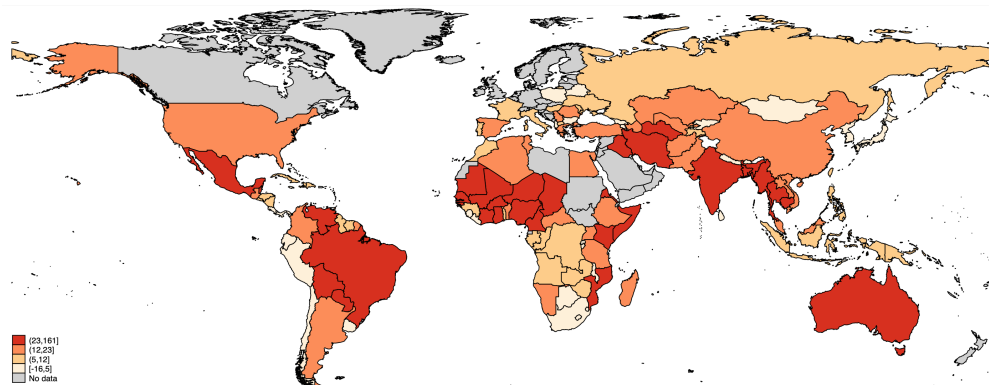 (23,161]
(12,23]
(5,12]
[-16,5]
No data